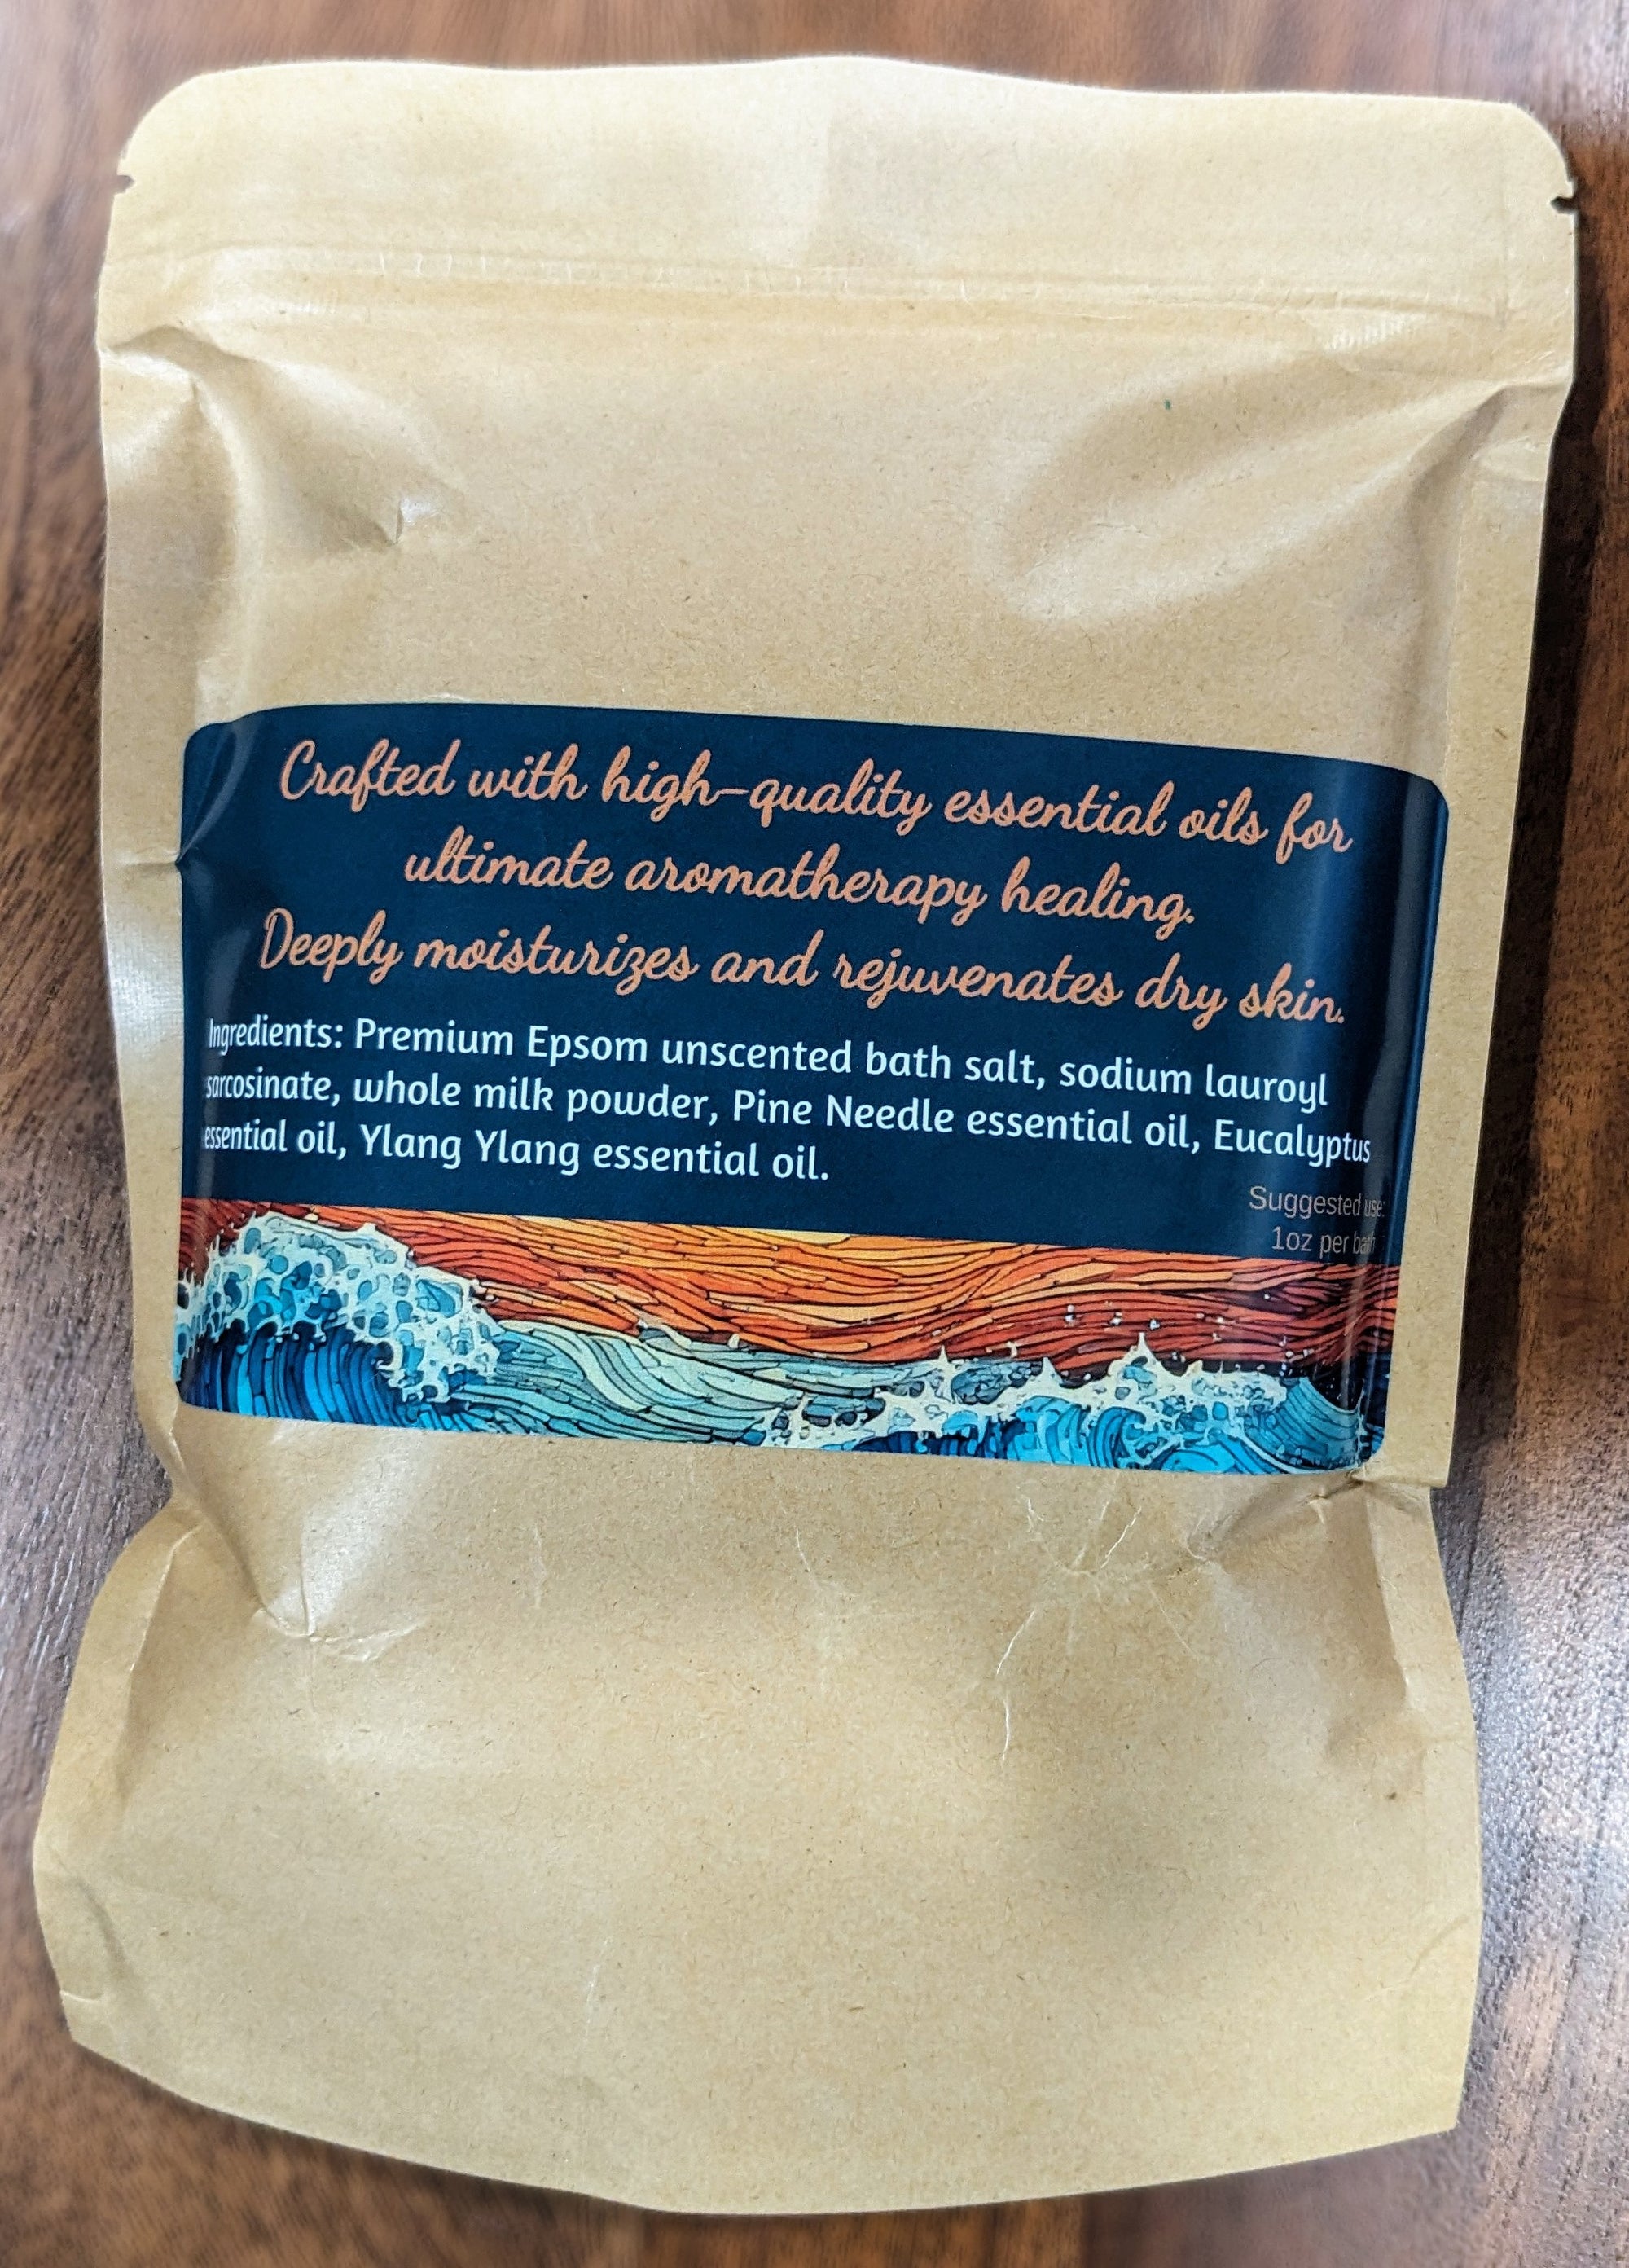 Crafted with high-quality essential oils for
ultimate aromatherapy healing.
Deeply moisturizes and rejuvenates dry skin.
Ingredients: Premium Epsom unscented bath salt, sodium lauroyl
sarcosinate, whole milk powder, Pine Needle essential oil, Eucalyptus
essential oil, Ylang Ylang essential oil.
Suggested use:
1oz per bath